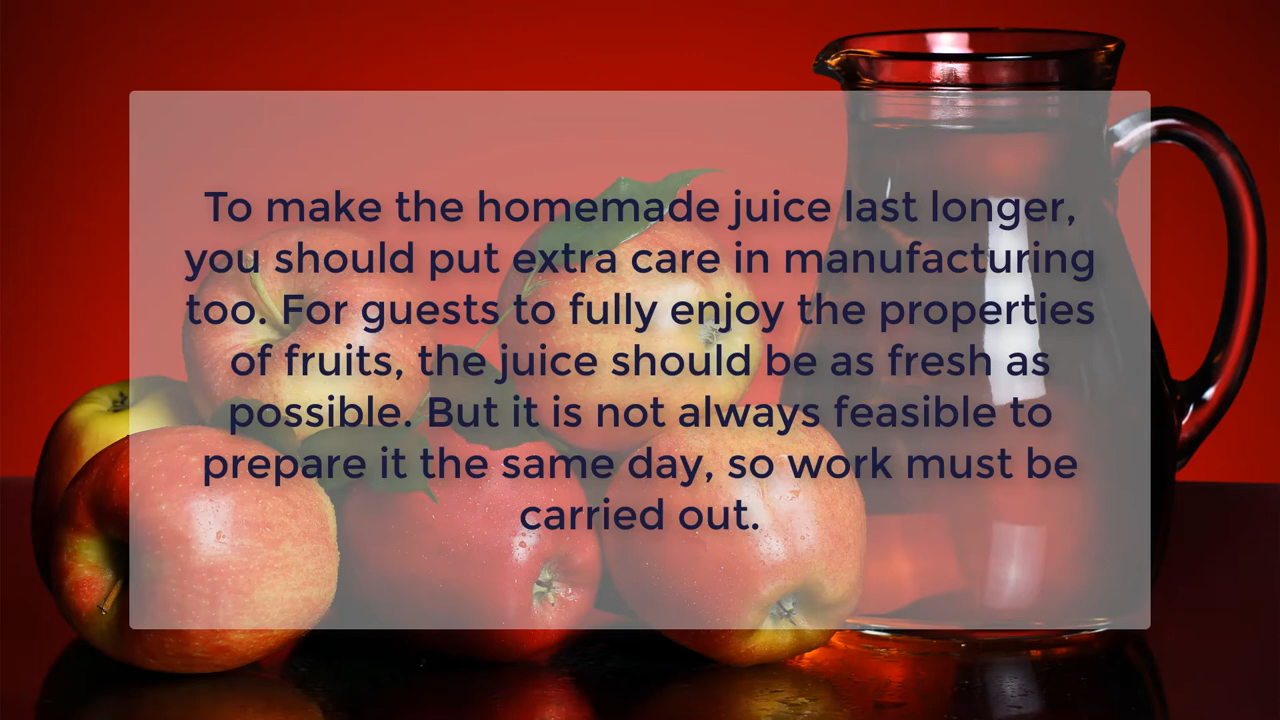 To make the homemade juice last longer,
you should put extra care in manufacturing
too. For guests to fully enjoy the properties
of fruits, the juice should be as fresh as
possible. But it is not always feasible to
prepare it the same day, so work must be
carried out.